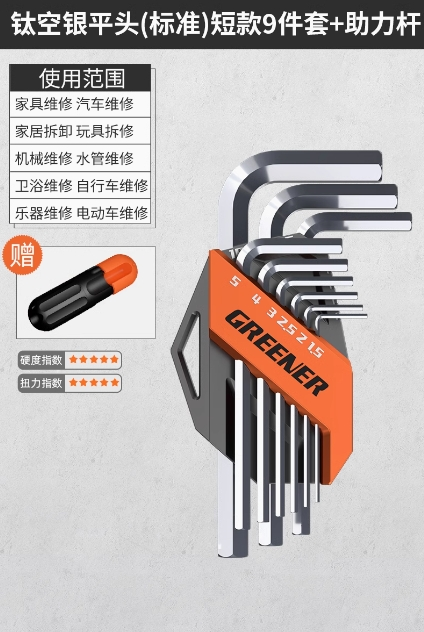 钛空银平头(标准)短款9件套+助力杆
使用范围
家具维修 汽车维修
家居拆卸 玩具拆修
机械维修 水管维修
卫浴维修 自行车维修
乐器维修 电动车维修
赠
硬度指数 ★★★★★
扭力指数 ★★★★★
5 4 3 2.5 2 1.5
GREENER